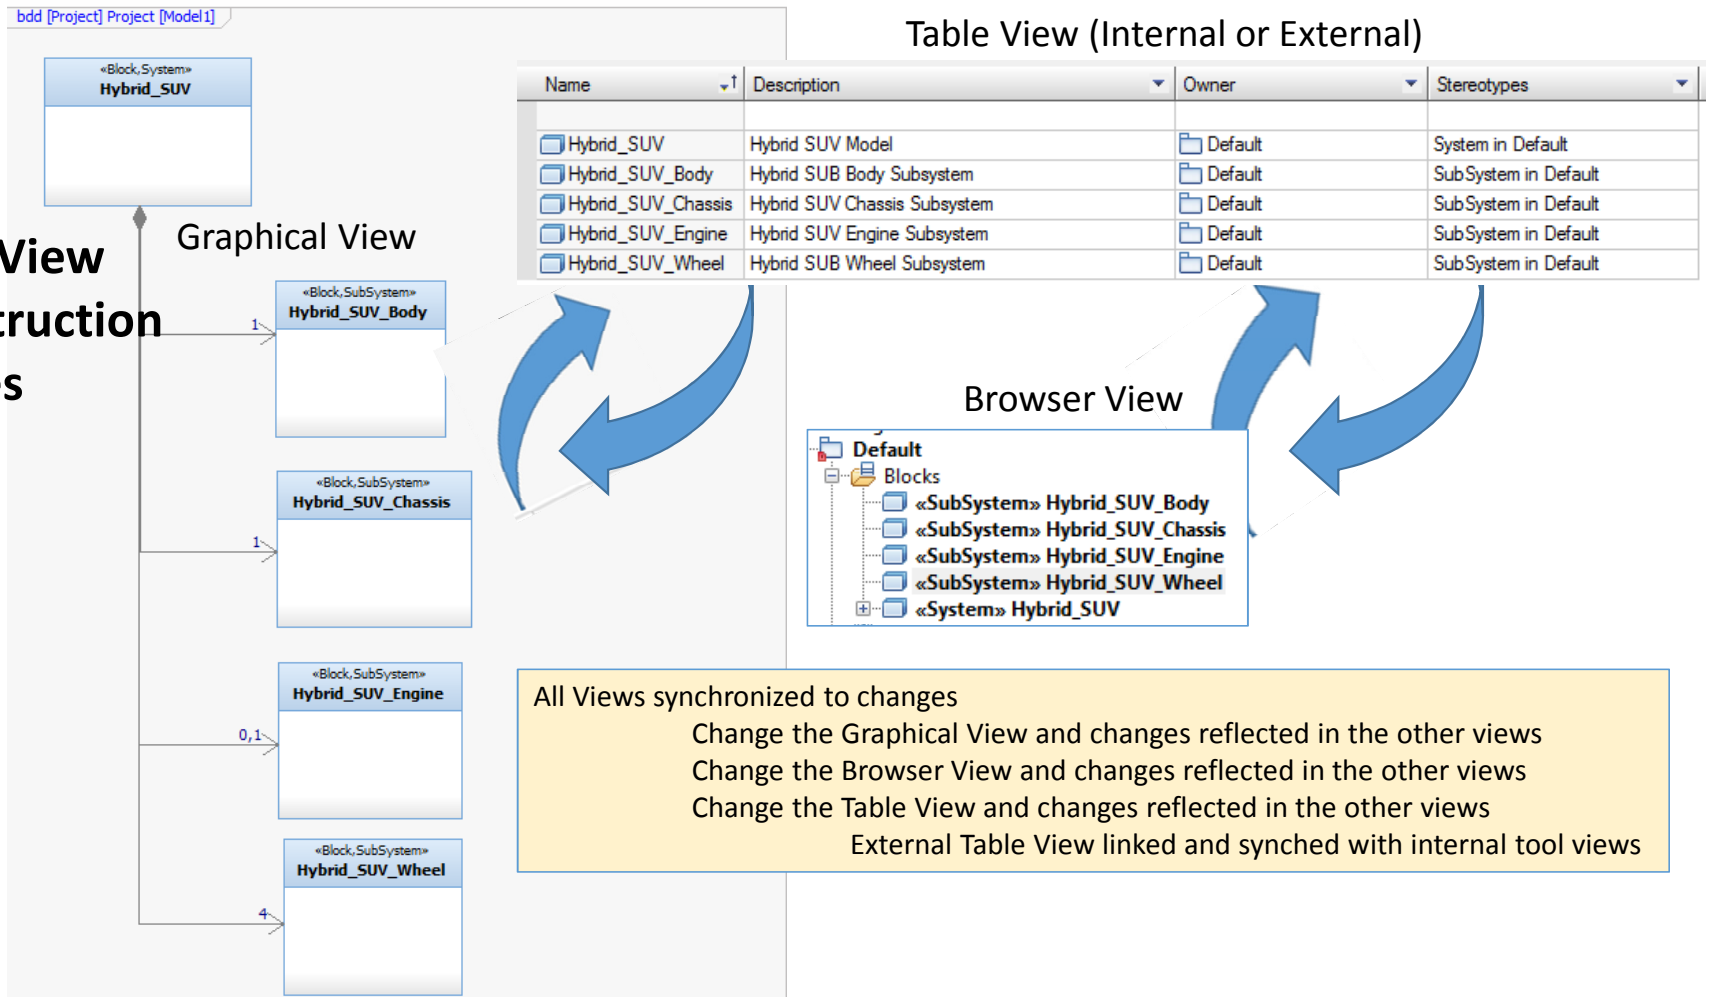 bdd [Project] Project [Model1]
«Block,System»
Hybrid_SUV
Graphical View
View
truction
s
«Block,SubSystem»
Hybrid_SUV_Body
1
«Block,SubSystem»
Hybrid_SUV_Chassis
1
«Block,SubSystem»
Hybrid_SUV_Engine
0,1
«Block,SubSystem»
Hybrid_SUV_Wheel
4
Table View (Internal or External)
Name Description Owner Stereotypes
Hybrid_SUV Hybrid SUV Model Default System in Default
Hybrid_SUV_Body Hybrid SUB Body Subsystem Default SubSystem in Default
Hybrid_SUV_Chassis Hybrid SUV Chassis Subsystem Default SubSystem in Default
Hybrid_SUV_Engine Hybrid SUV Engine Subsystem Default SubSystem in Default
Hybrid_SUV_Wheel Hybrid SUB Wheel Subsystem Default SubSystem in Default
Browser View
Default
Blocks
«SubSystem» Hybrid_SUV_Body
«SubSystem» Hybrid_SUV_Chassis
«SubSystem» Hybrid_SUV_Engine
«SubSystem» Hybrid_SUV_Wheel
«System» Hybrid_SUV
All Views synchronized to changes
Change the Graphical View and changes reflected in the other views
Change the Browser View and changes reflected in the other views
Change the Table View and changes reflected in the other views
External Table View linked and synched with internal tool views